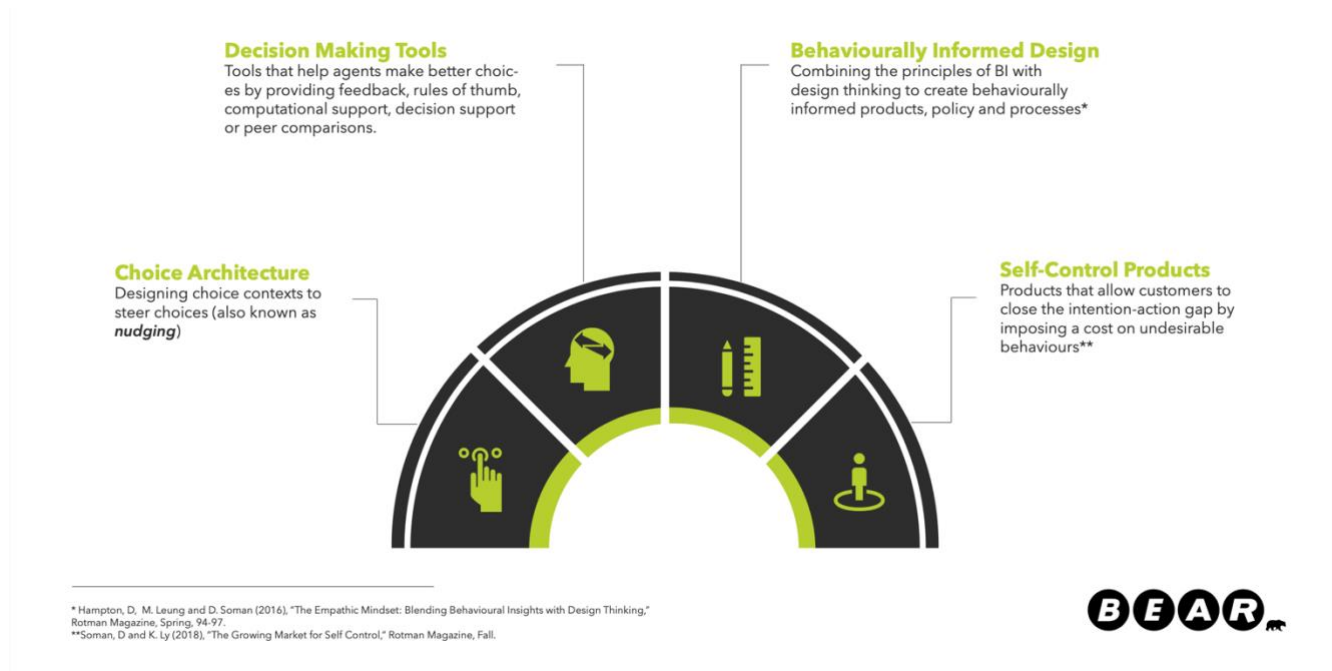 Decision Making Tools
Tools that help agents make better choic-
es by providing feedback, rules of thumb,
computational support, decision support
or peer comparisons.
Behaviourally Informed Design
Combining the principles of BI with
design thinking to create behaviourally
informed products, policy and processes*
Choice Architecture
Designing choice contexts to
steer choices (also known as
nudging)
Self-Control Products
Products that allow customers to
close the intention-action gap by
imposing a cost on undesirable
behaviours**
* Hampton, D, M. Leung and D. Soman (2016), “The Empathic Mindset: Blending Behavioural Insights with Design Thinking,”
Rotman Magazine, Spring, 94-97.
**Soman, D and K. Ly (2018), “The Growing Market for Self Control,” Rotman Magazine, Fall.
BEAR